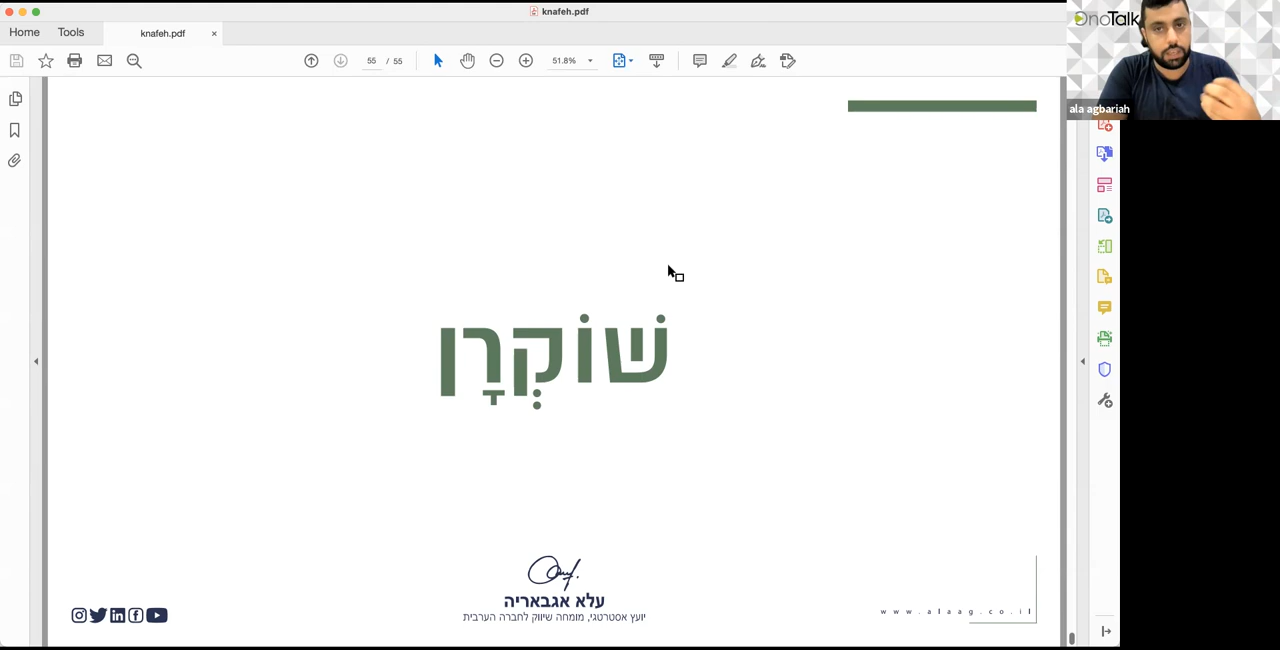 knafeh.pdf
Home
Tools
knafeh.pdf
×
55 / 55
51.8%
OnoTalk
ala agbariah
שׁוֹקְרָן
עלא אגבאריה
יועץ אסטרטגי, מומחה שיווק לחברה הערבית
www.alaag.co.il